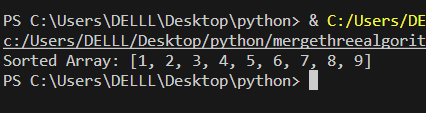 PS C:\Users\DELLL\Desktop\python> & C:/Users/DE
c:/Users/DELLL/Desktop/python/mergethreealgorit
Sorted Array: [1, 2, 3, 4, 5, 6, 7, 8, 9]
PS C:\Users\DELLL\Desktop\python>